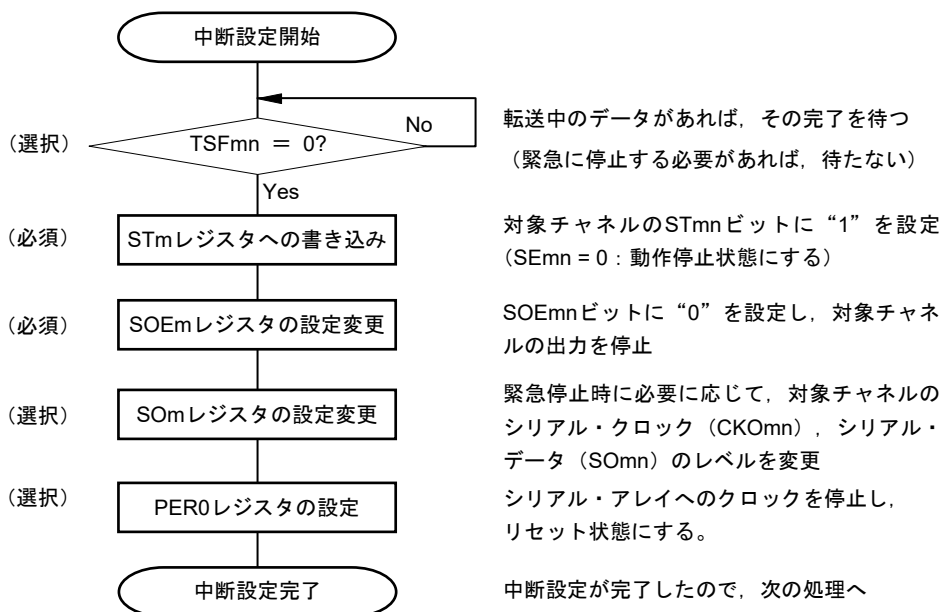 中断設定開始
No
転送中のデータがあれば，その完了を待つ
（選択）
TSFmn ＝ 0?
（緊急に停止する必要があれば，待たない）
Yes
（必須）
STmレジスタへの書き込み
対象チャネルのSTmnビットに“1”を設定
（SEmn = 0：動作停止状態にする）
（必須）
SOEmレジスタの設定変更
SOEmnビットに“0”を設定し，対象チャネ
ルの出力を停止
（選択）
SOmレジスタの設定変更
緊急停止時に必要に応じて，対象チャネルの
シリアル・クロック（CKOmn），シリアル・
データ（SOmn）のレベルを変更
（選択）
PER0レジスタの設定
シリアル・アレイへのクロックを停止し，
リセット状態にする。
中断設定完了
中断設定が完了したので，次の処理へ